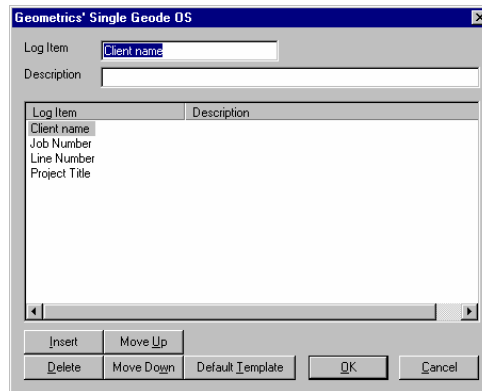 Geometrics' Single Geode OS
Log Item Client name
Description
Log Item Description
Client name
Job Number
Line Number
Project Title
Insert Move Up
Delete Move Down Default Template OK Cancel